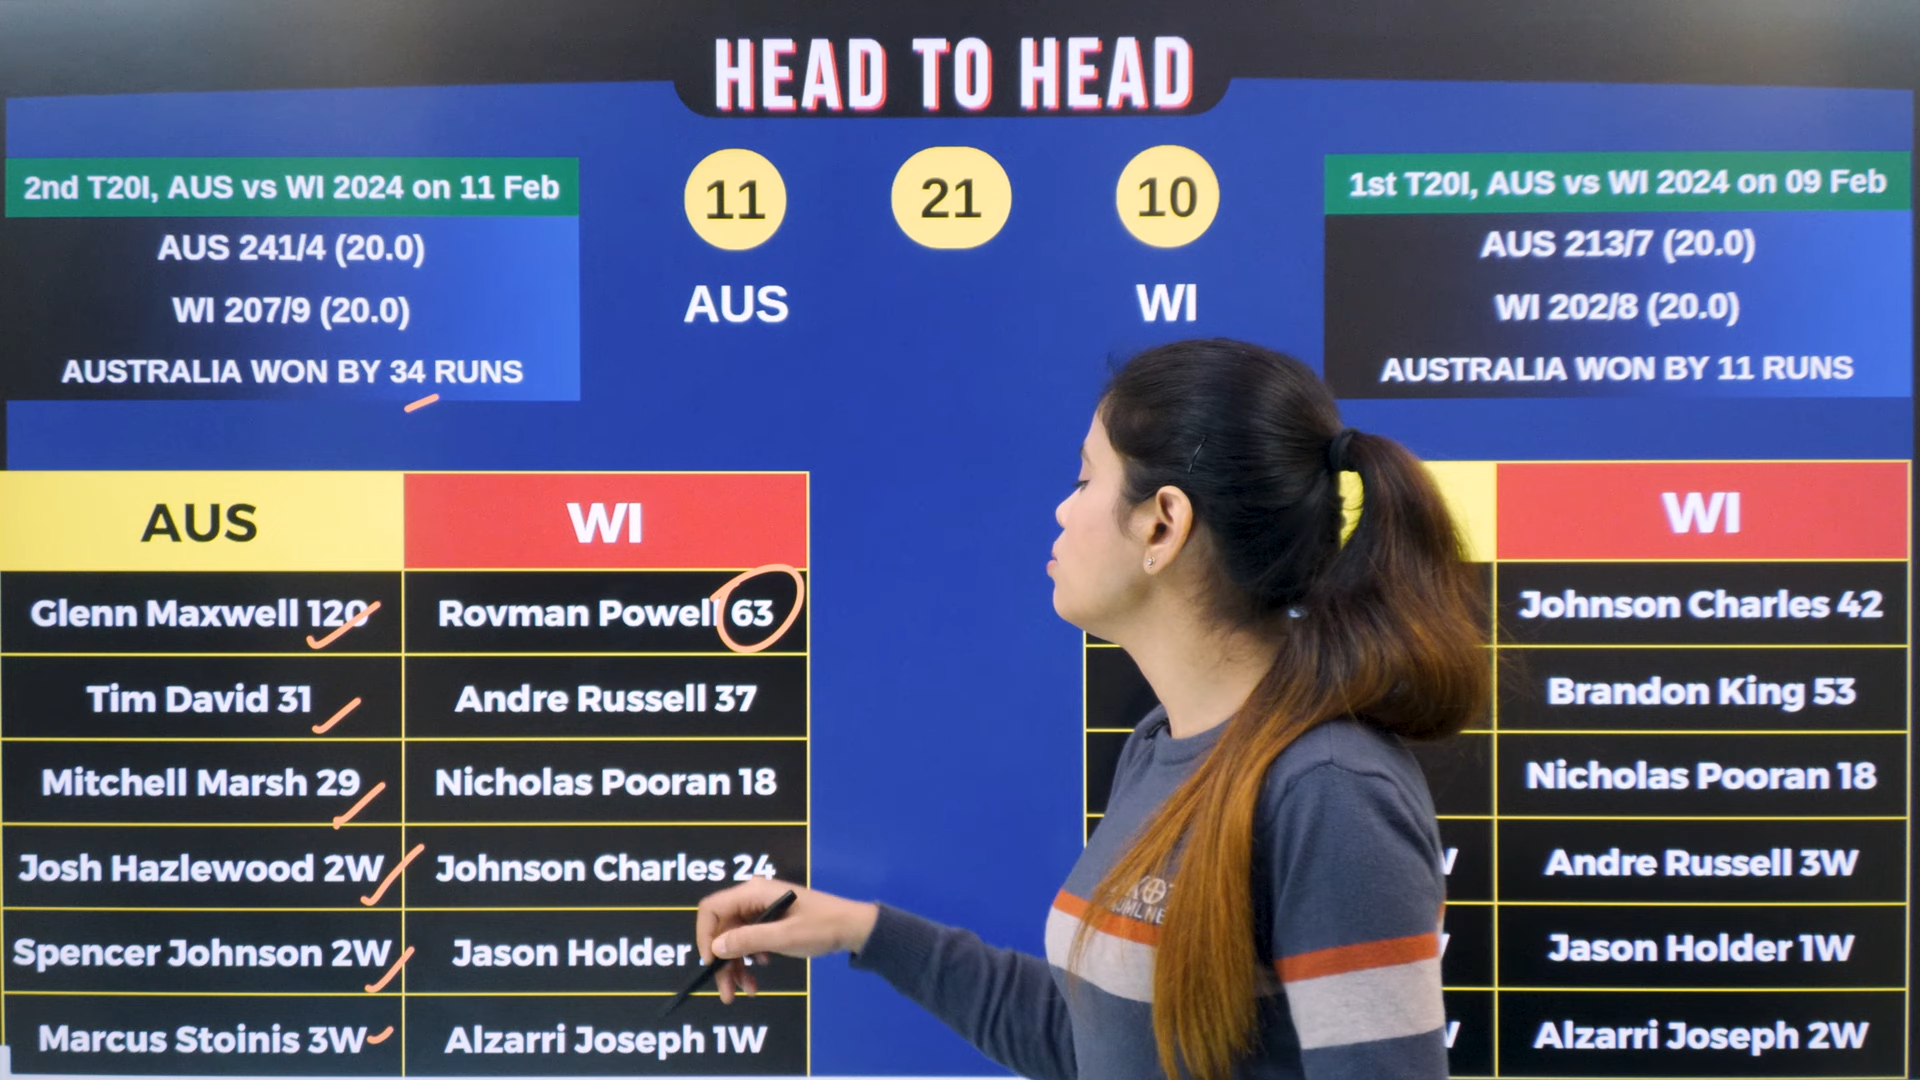 HEAD TO HEAD
2nd T20I, AUS vs WI 2024 on 11 Feb
AUS 241/4 (20.0)
WI 207/9 (20.0)
AUSTRALIA WON BY 34 RUNS
11
21
10
AUS
WI
1st T20I, AUS vs WI 2024 on 09 Feb
AUS 213/7 (20.0)
WI 202/8 (20.0)
AUSTRALIA WON BY 11 RUNS
AUS
WI
Glenn Maxwell 120
Rovman Powell 63
Tim David 31
Andre Russell 37
Mitchell Marsh 29
Nicholas Pooran 18
Josh Hazlewood 2W
Johnson Charles 24
Spencer Johnson 2W
Jason Holder
Marcus Stoinis 3W
Alzarri Joseph 1W
WI
Johnson Charles 42
Brandon King 53
Nicholas Pooran 18
Andre Russell 3W
Jason Holder 1W
Alzarri Joseph 2W